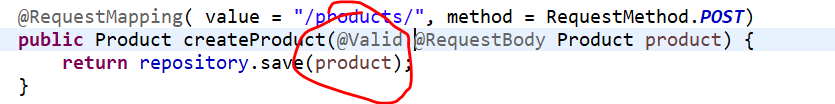 @RequestMapping( value = "/products/", method = RequestMethod.POST)
public Product createProduct(@Valid @RequestBody Product product) {
return repository.save(product);
}